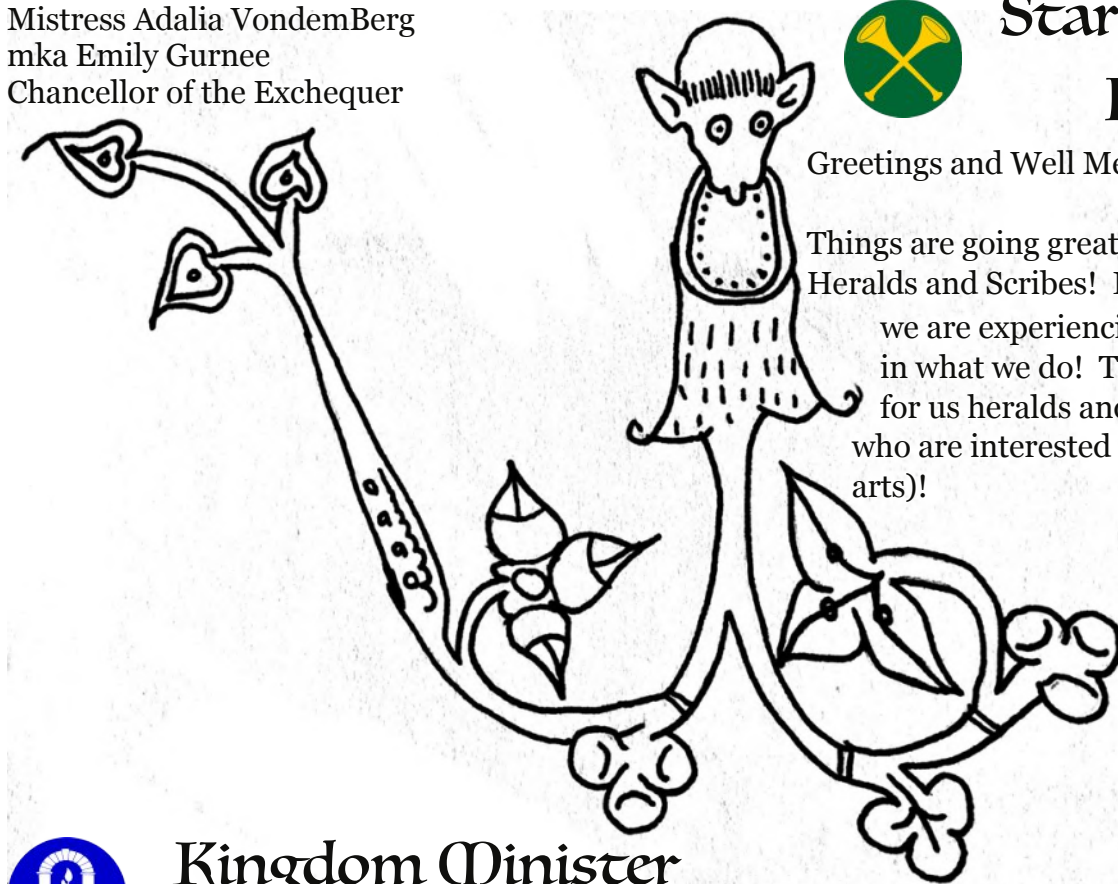 Mistress Adalia VondemBerg
mka Emily Gurnee
Chancellor of the Exchequer
Greetings and Well
Things are going great
Heralds and Scribes!
we are
in what we do!
for us heralds and
who are interested
arts)!
Kingdom Minister